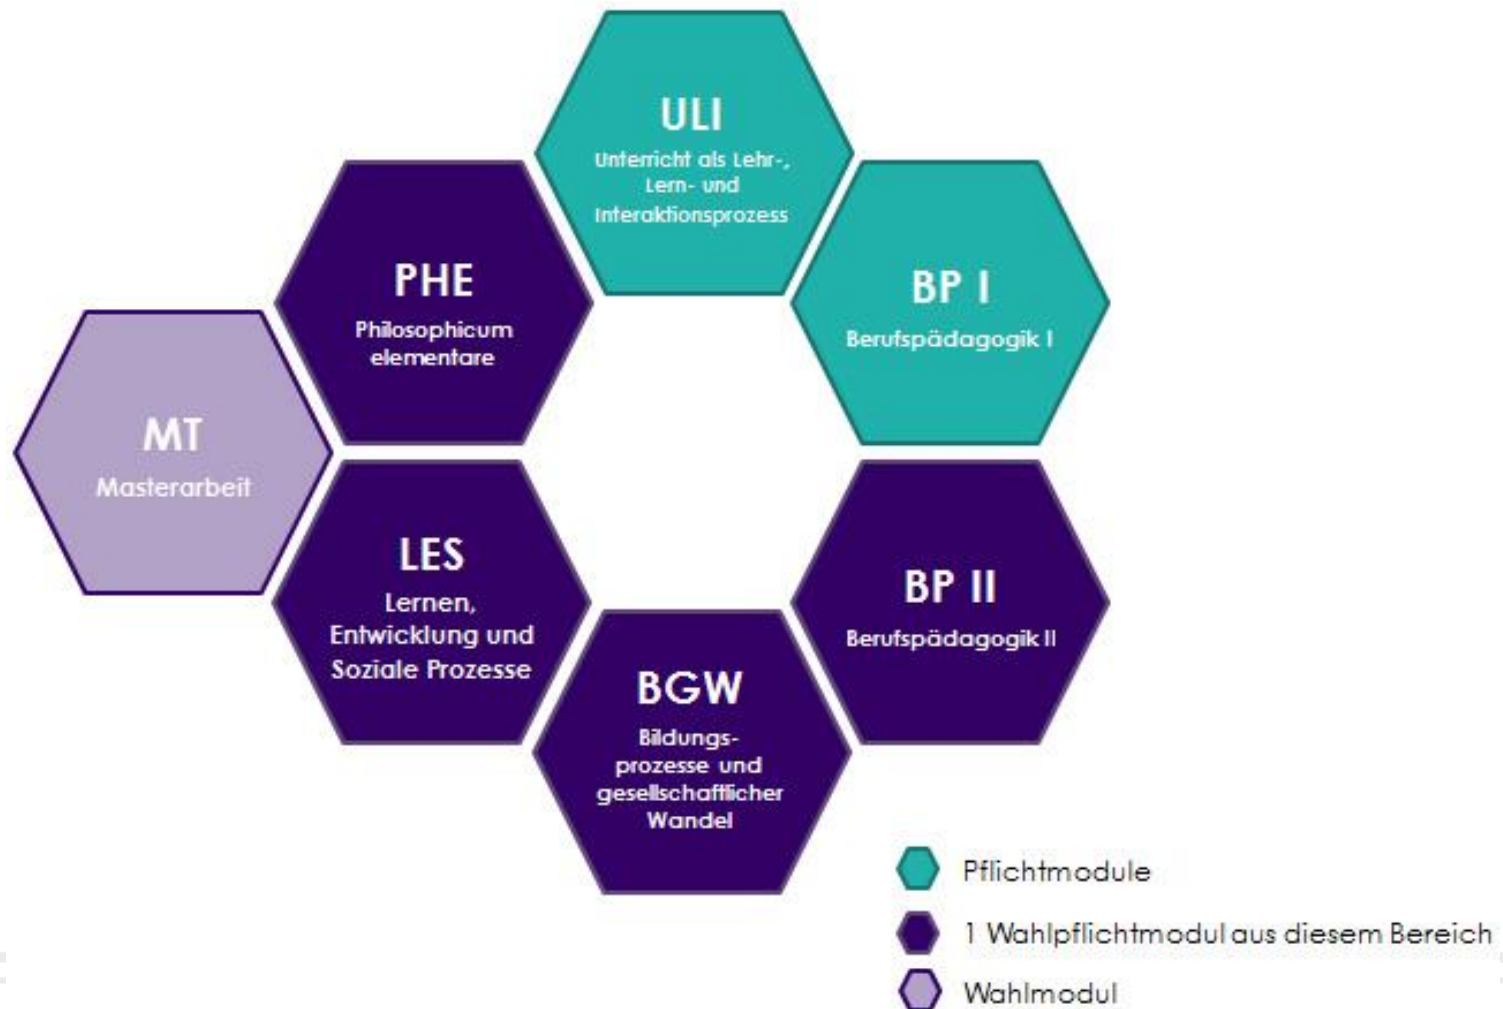 ULI
Unterricht als Lehr-,
Lern- und
Interaktionsprozess
PHE
Philosophicum
elementare
BP I
Berufspädagogik I
MT
Masterarbeit
LES
Lernen,
Entwicklung und
Soziale Prozesse
BP II
Berufspädagogik II
BGW
Bildungs-
prozesse und
gesellschaftlicher
Wandel
Pflichtmodule
1 Wahlpflichtmodul aus diesem Bereich
Wahlmodul